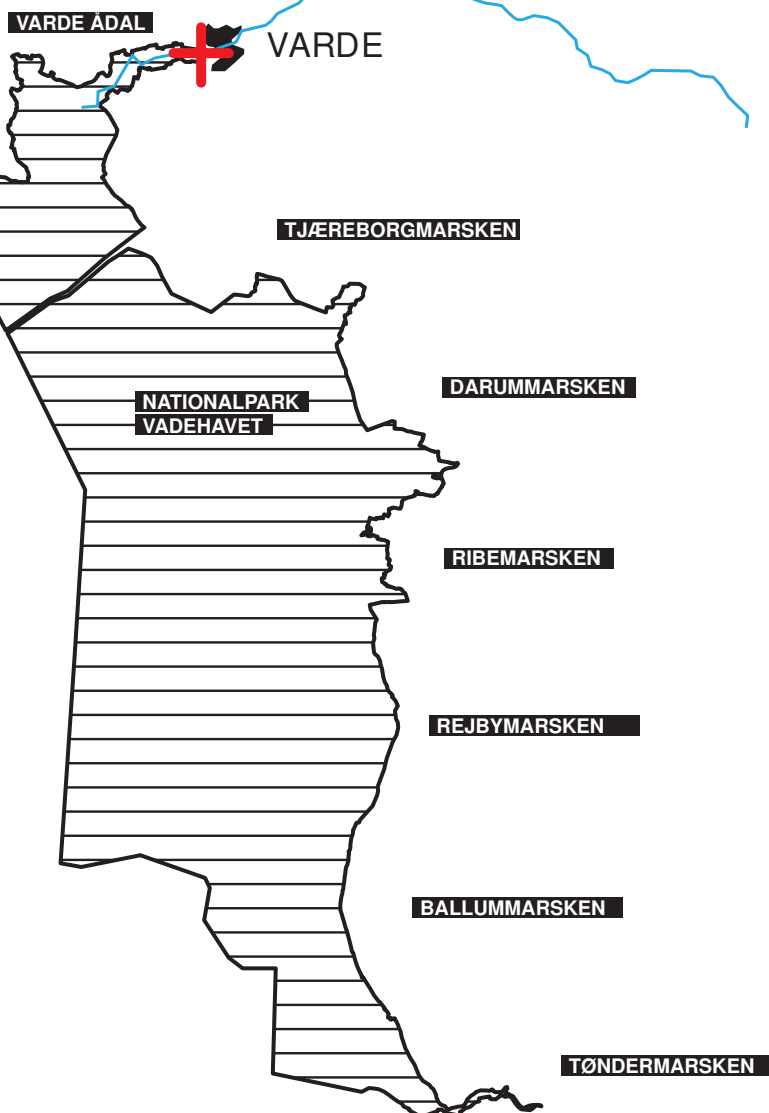 VARDE ÅDAL
VARDE
TJÆREBORGMARSKEN
DARUMMARSKEN
NATIONALPARK
VADEHAVET
RIBEMARSKEN
REJBYMARSKEN
BALLUMMARSKEN
TØNDERMARSKEN